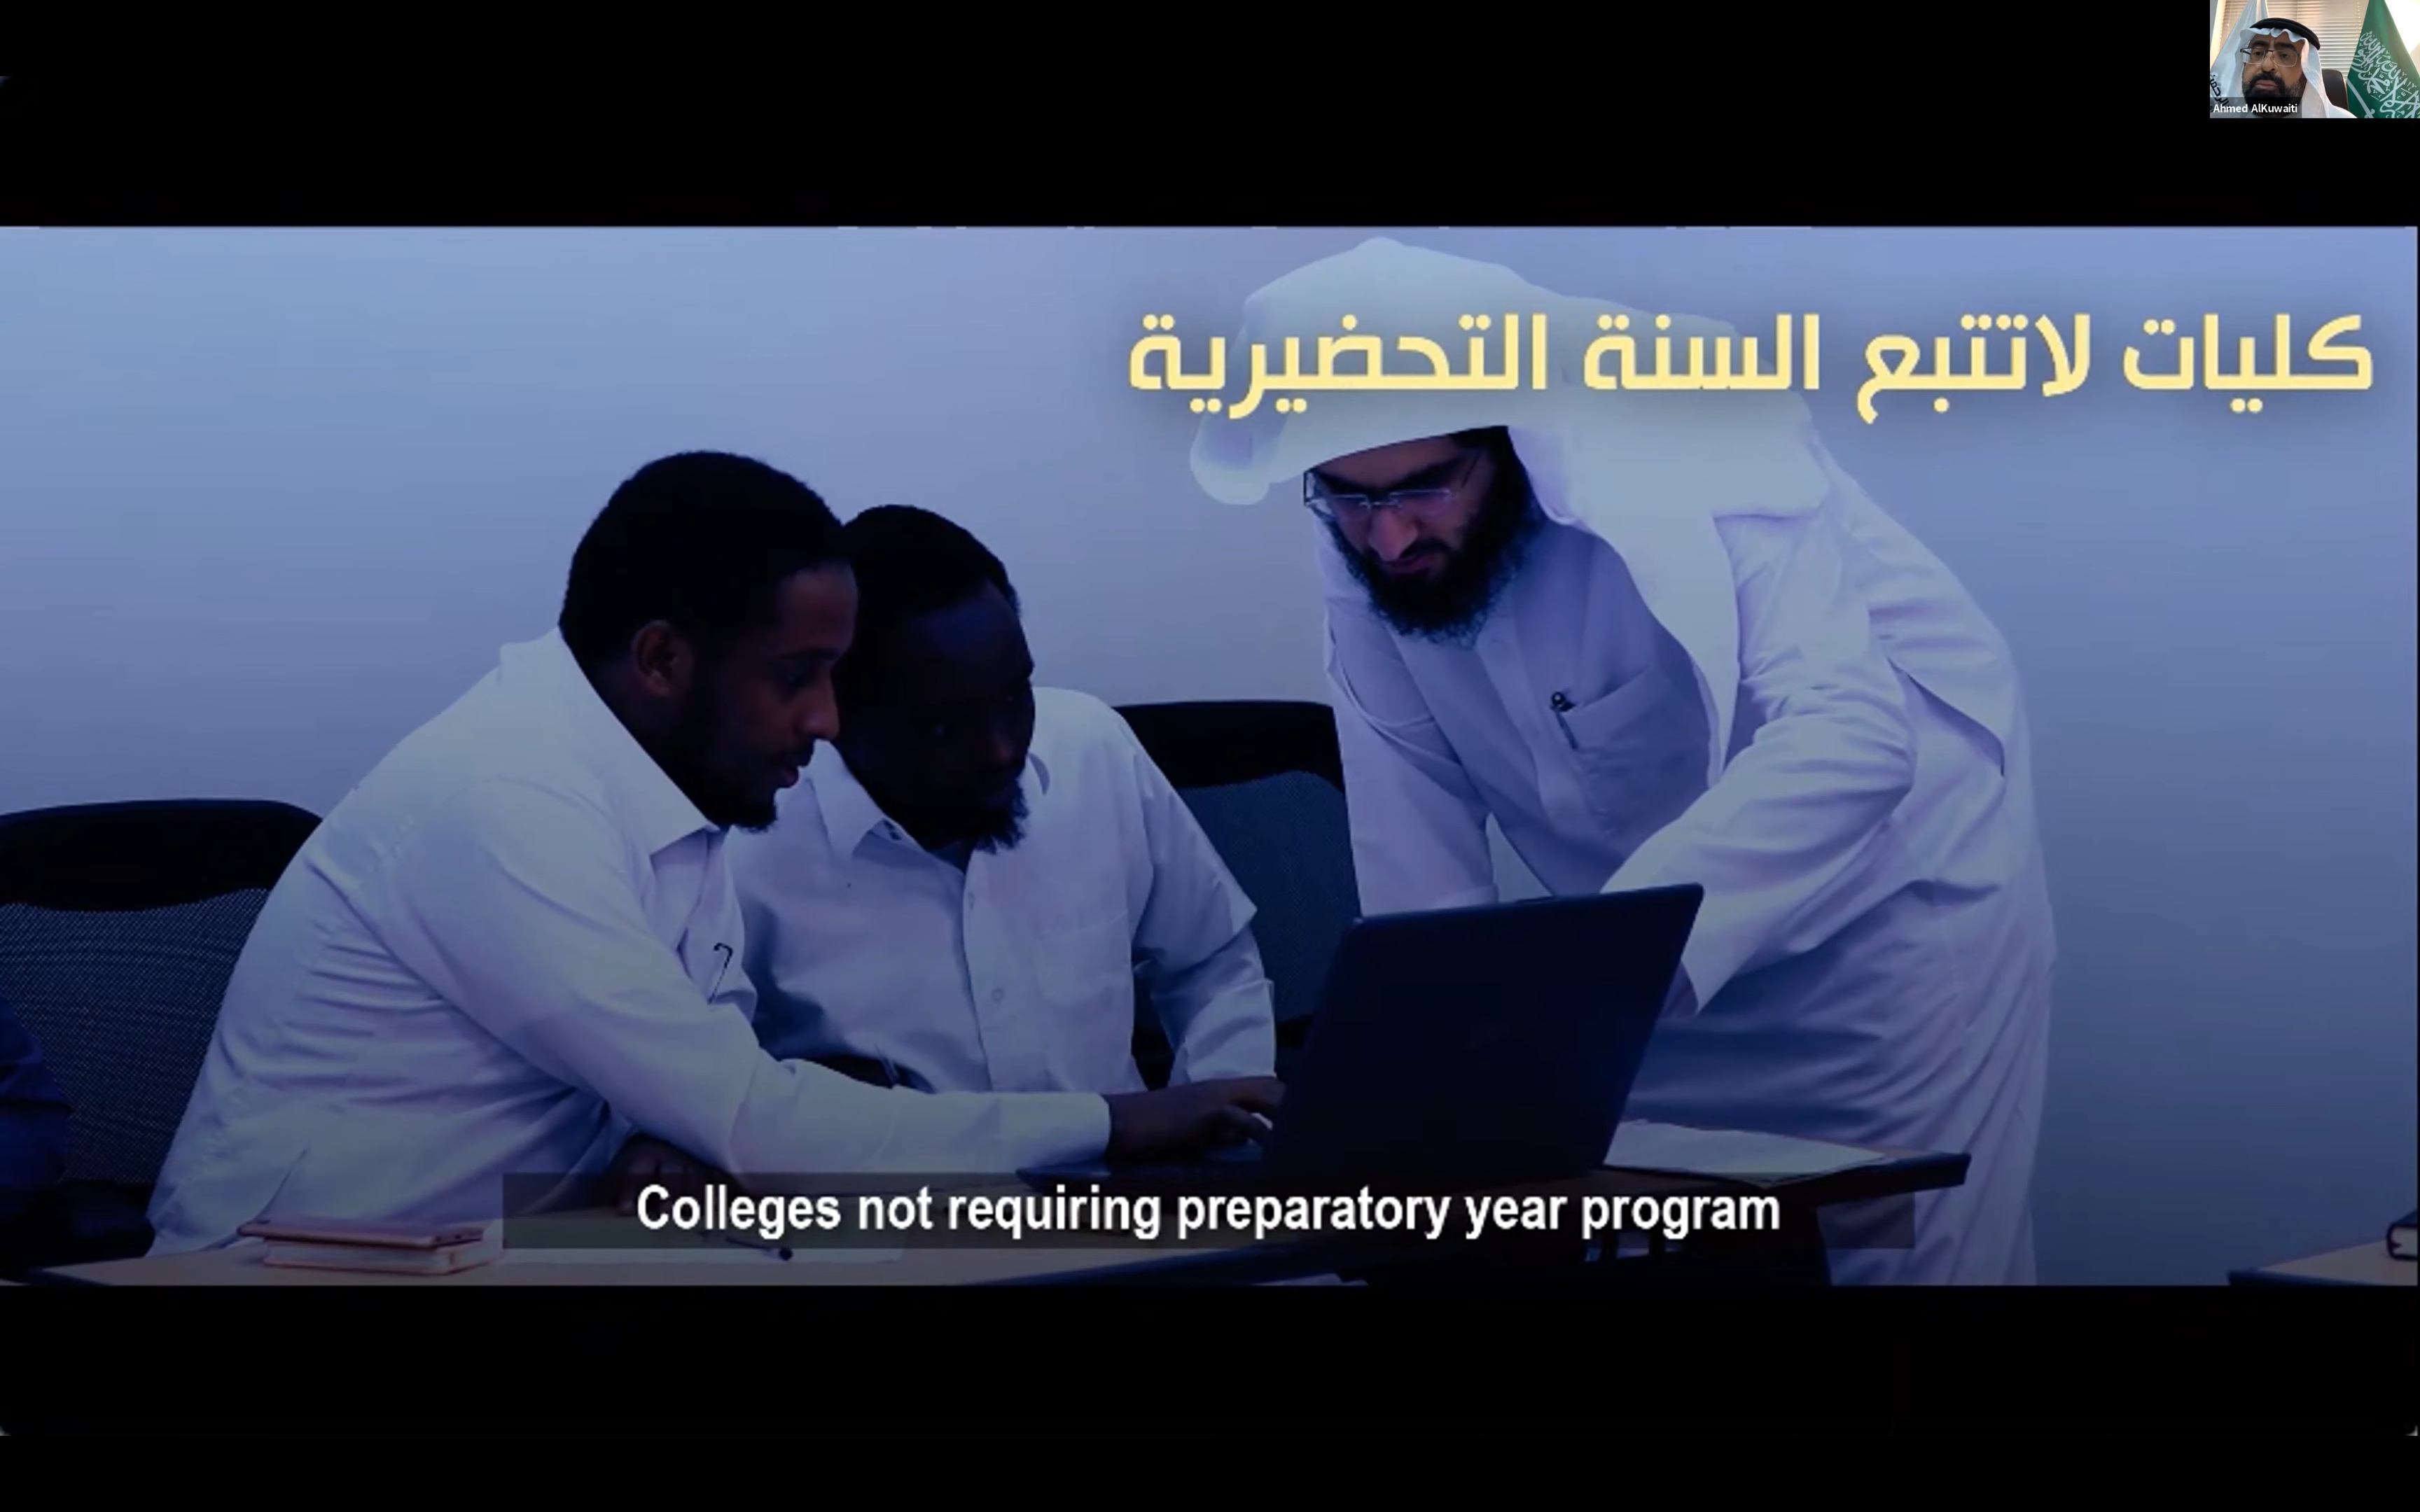 Ahmed AlKuwaiti
كليات لاتتبع السنة التحضيرية
Colleges not requiring preparatory year program